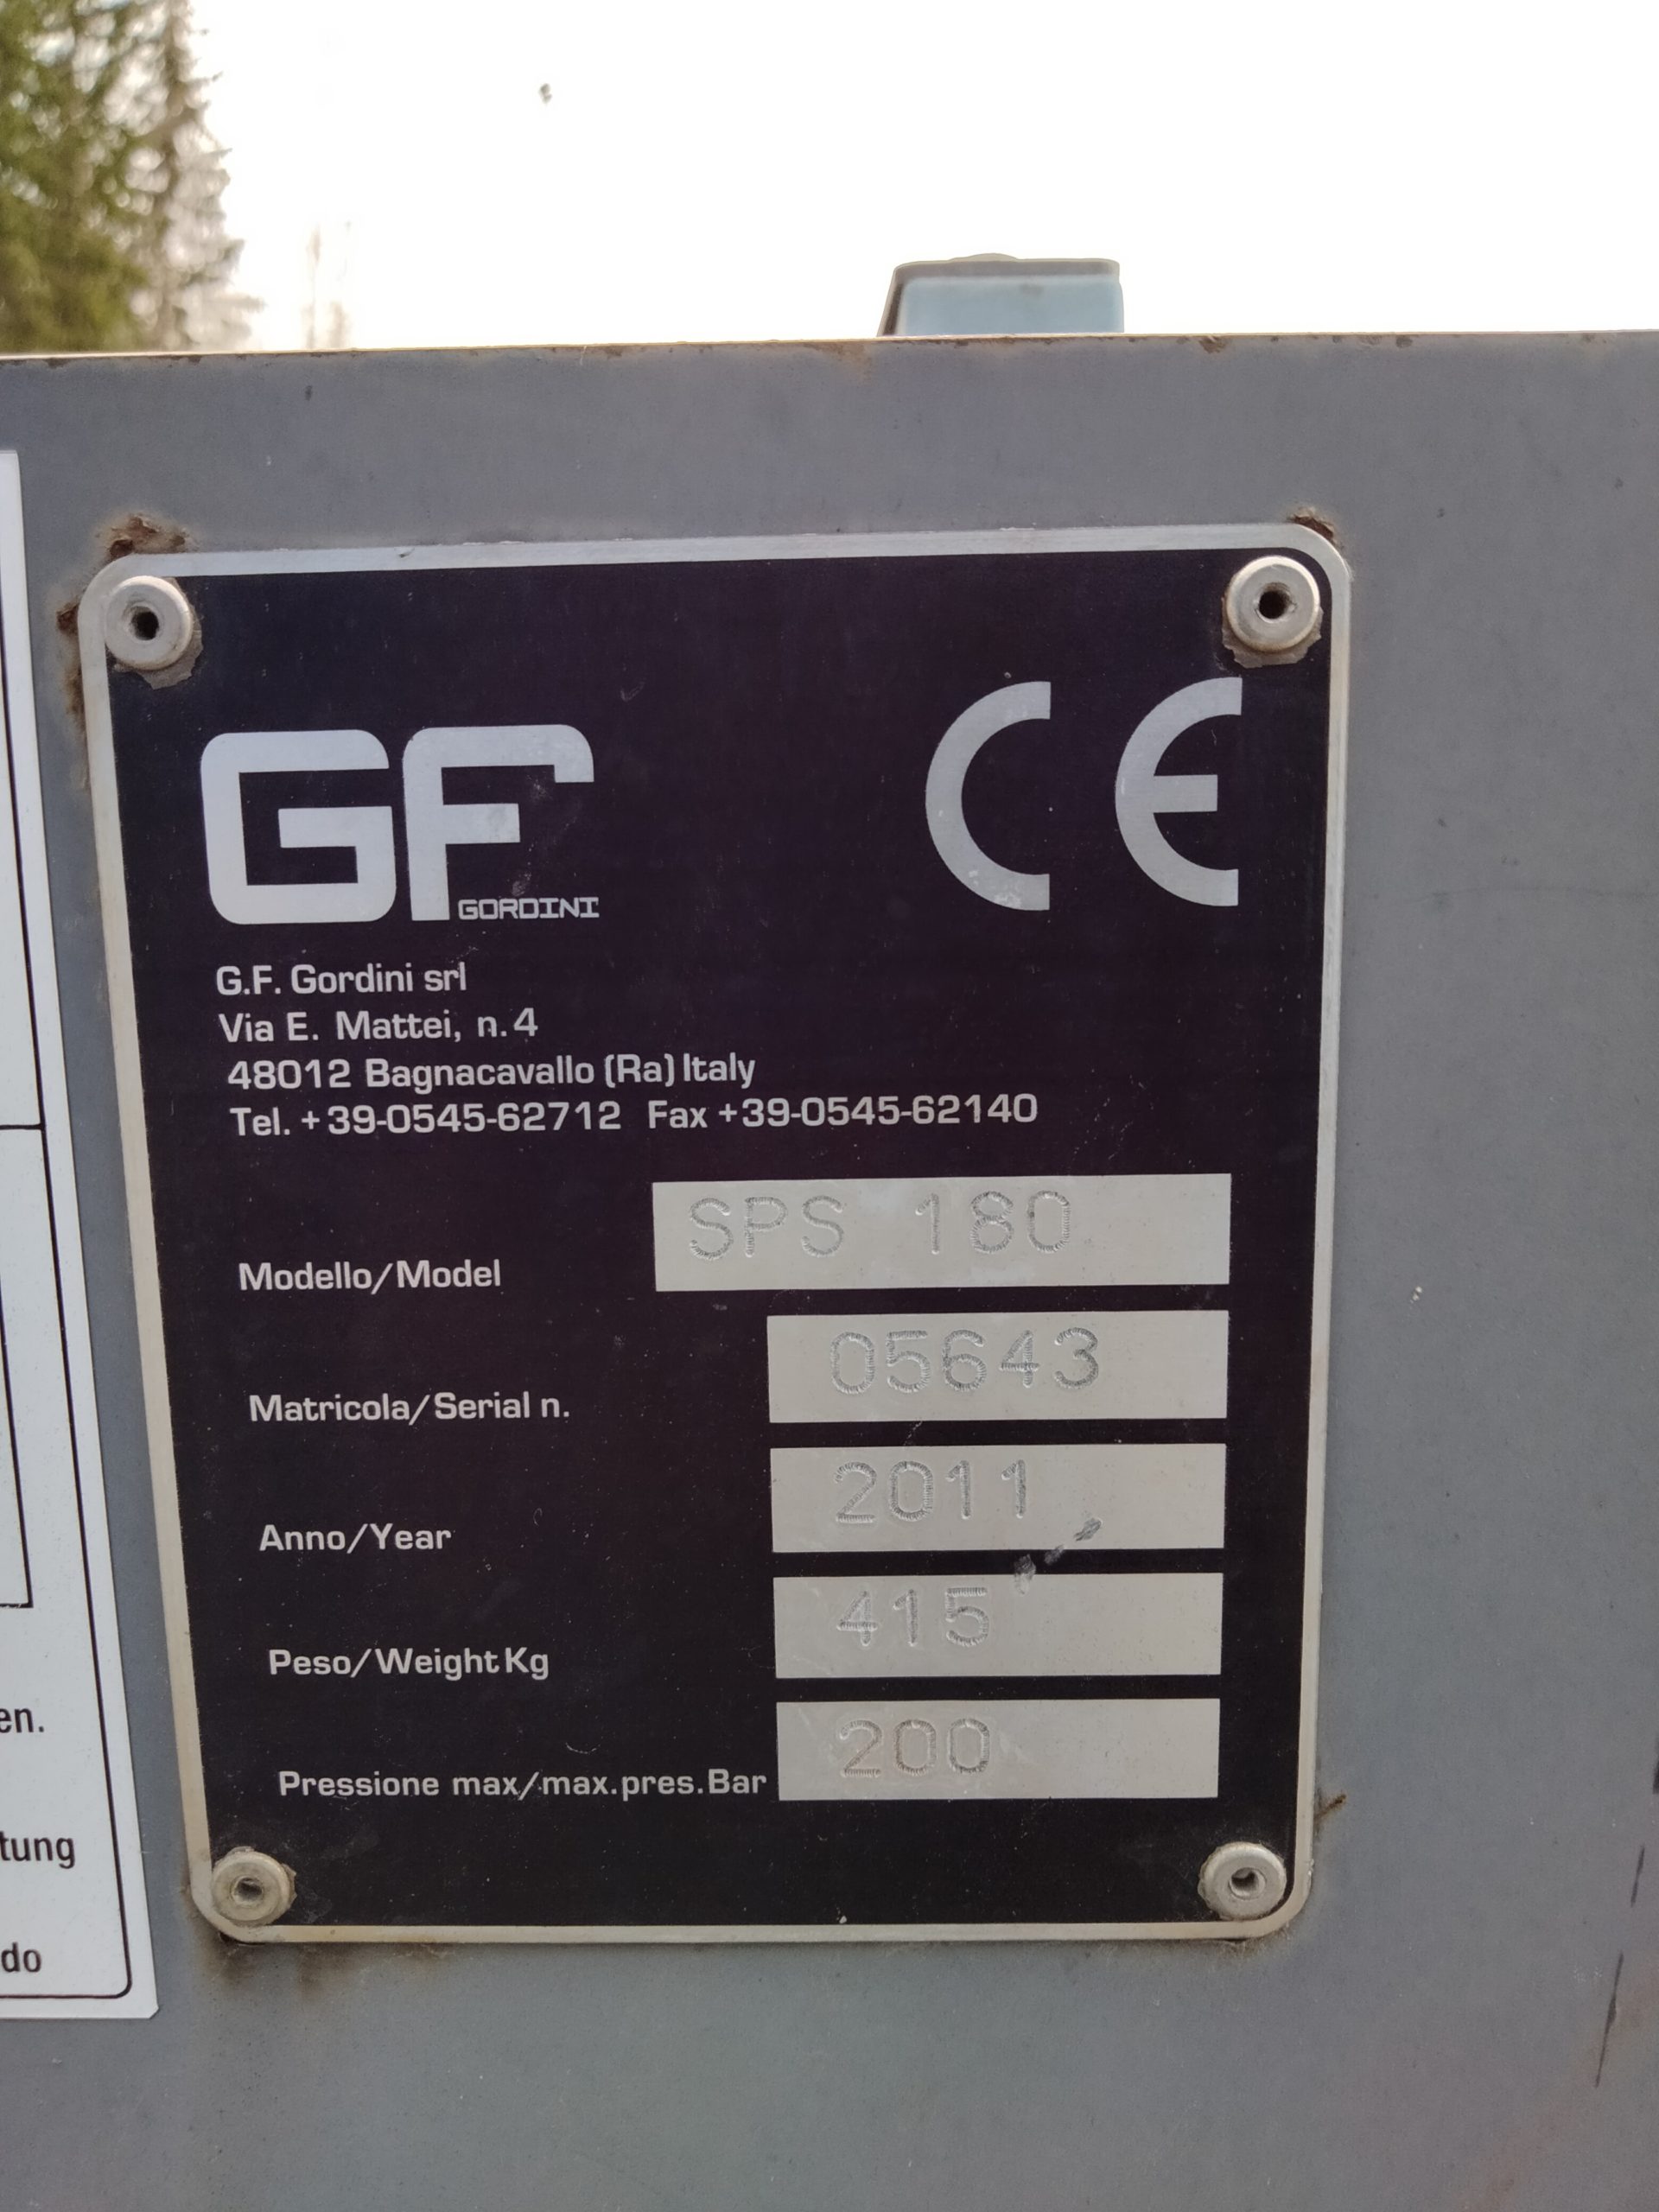 GF
GORDINI
CE
G.F. Gordini srl
Via E. Mattei, n. 4
48012 Bagnacavallo (Ra) Italy
Tel. +39-0545-62712 Fax +39-0545-62140
Modello/Model SPS 180
Matricola/Serial n. 05643
Anno/Year 2011
Peso/Weight Kg 415
Pressione max/max.pres.Bar 200
en.
tung
do